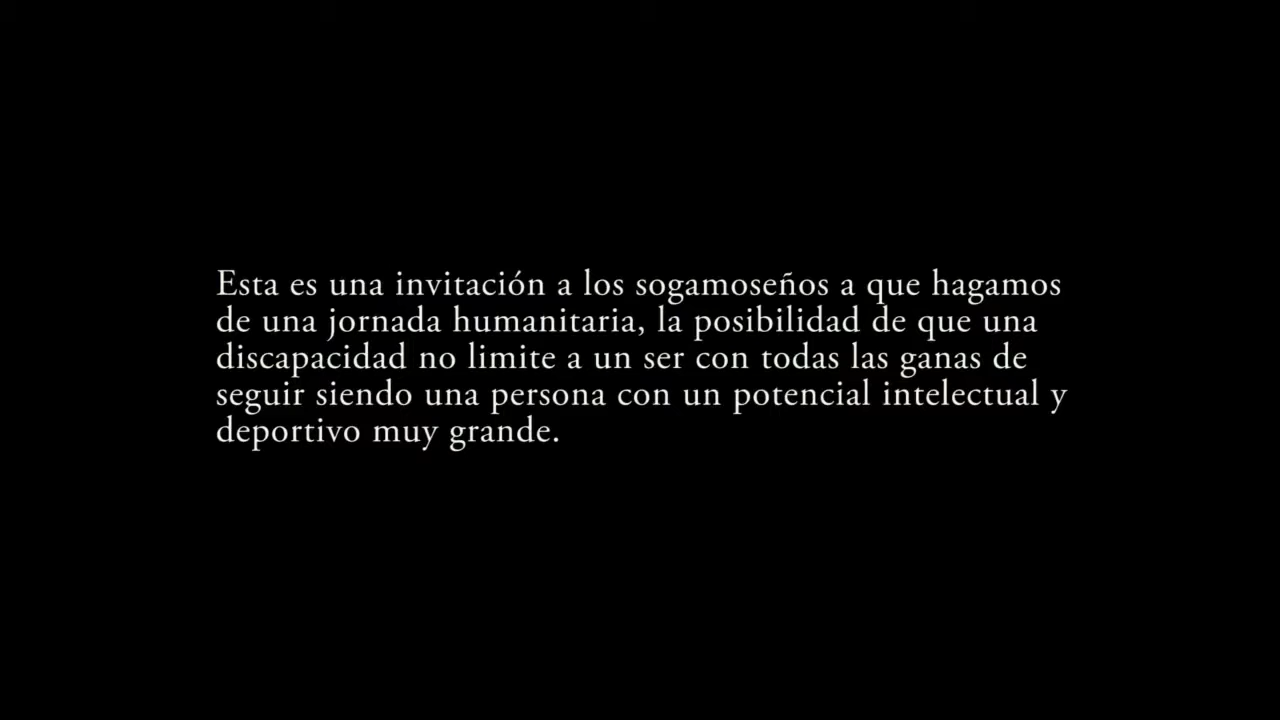 Esta es una invitación a los sogamoseños a que hagamos
de una jornada humanitaria, la posibilidad de que una
discapacidad no limite a un ser con todas las ganas de
seguir siendo una persona con un potencial intelectual y
deportivo muy grande.